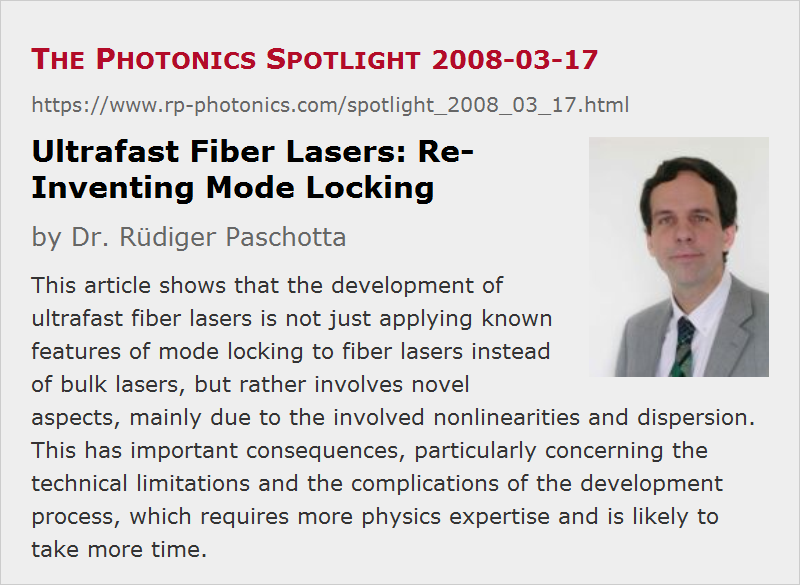 The Photonics Spotlight 2008-03-17
https://www.rp-photonics.com/spotlight_2008_03_17.html
Ultrafast Fiber Lasers: Re-
Inventing Mode Locking
by Dr. Rüdiger Paschotta
This article shows that the development of
ultrafast fiber lasers is not just applying known
features of mode locking to fiber lasers instead
of bulk lasers, but rather involves novel
aspects, mainly due to the involved nonlinearities and dispersion.
This has important consequences, particularly concerning the
technical limitations and the complications of the development
process, which requires more physics expertise and is likely to
take more time.